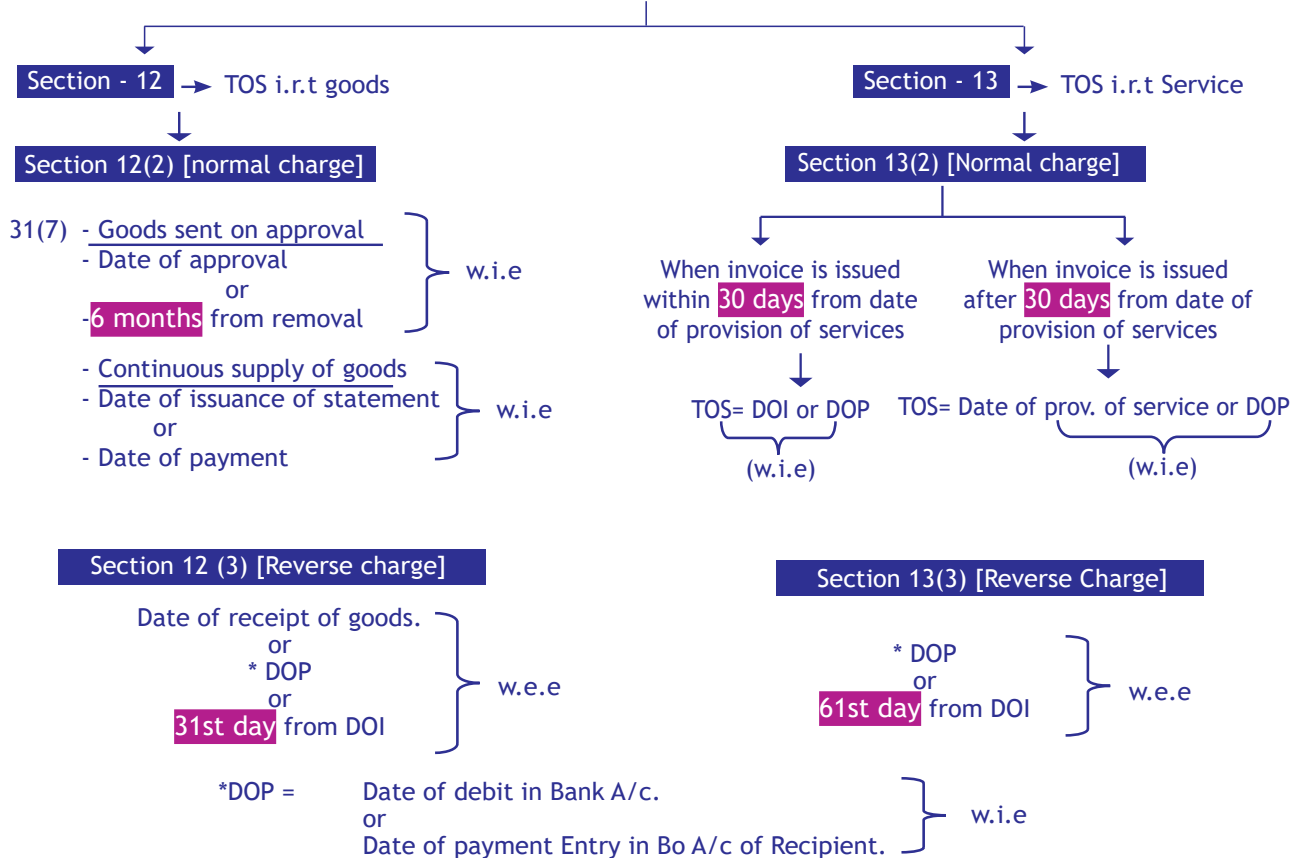 Section - 12 → TOS i.r.t goods
Section 12(2) [normal charge]
31(7) - Goods sent on approval
- Date of approval
or
-6 months from removal
w.i.e
- Continuous supply of goods
- Date of issuance of statement
or
- Date of payment
w.i.e
Section - 13 → TOS i.r.t Service
Section 13(2) [Normal charge]
When invoice is issued
within 30 days from date
of provision of services
TOS= DOI or DOP
(w.i.e)
When invoice is issued
after 30 days from date of
provision of services
TOS= Date of prov. of service or DOP
(w.i.e)
Section 12 (3) [Reverse charge]
Date of receipt of goods.
or
* DOP
or
31st day from DOI
w.e.e
Section 13(3) [Reverse Charge]
* DOP
or
61st day from DOI
w.e.e
*DOP = Date of debit in Bank A/c.
or
Date of payment Entry in Bo A/c of Recipient.
w.i.e